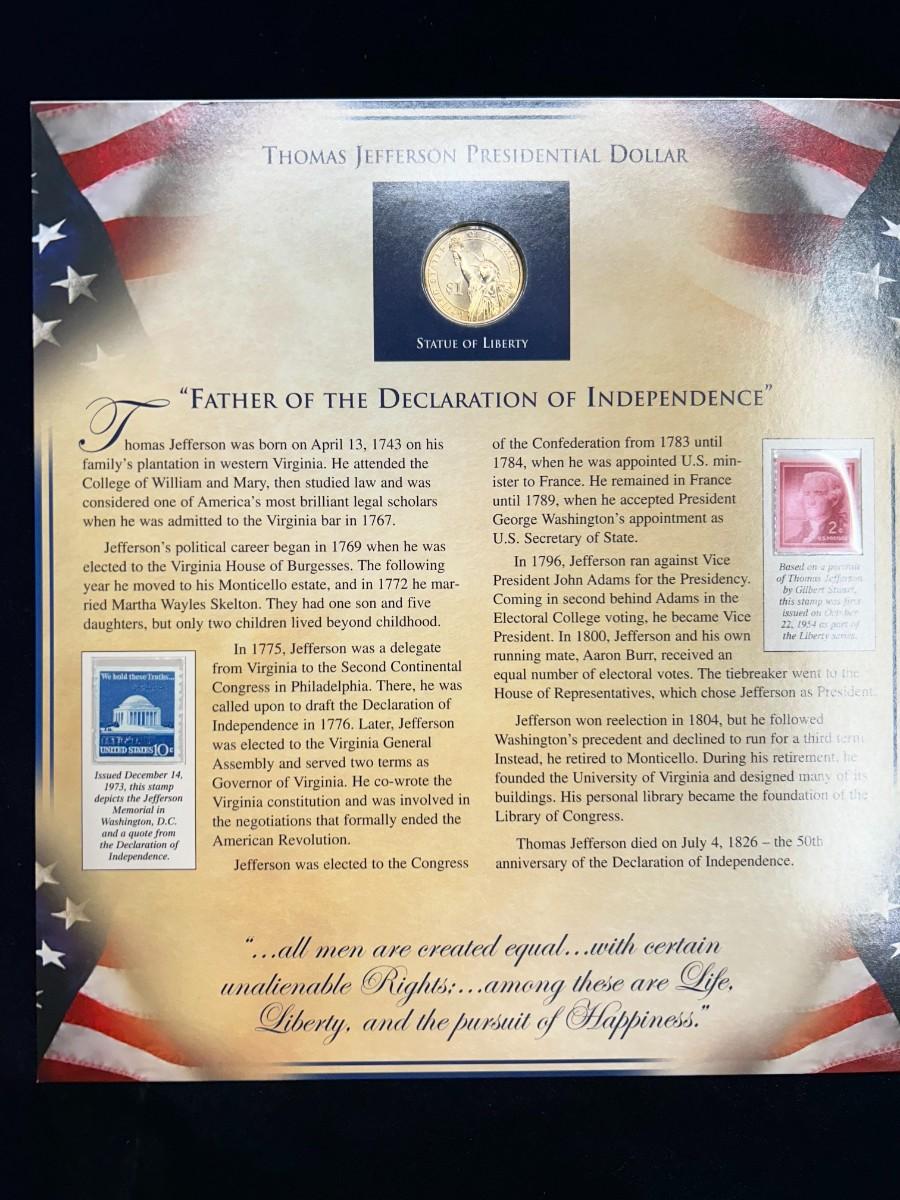 THOMAS JEFFERSON PRESIDENTIAL DOLLAR
$1
STATUE OF LIBERTY
"FATHER OF THE DECLARATION OF INDEPENDENCE"
Thomas Jefferson was born on April 13, 1743 on his
family's plantation in western Virginia. He attended the
College of William and Mary, then studied law and was
considered one of America's most brilliant legal scholars
when he was admitted to the Virginia bar in 1767.
Jefferson's political career began in 1769 when he was
elected to the Virginia House of Burgesses. The following
year he moved to his Monticello estate, and in 1772 he mar-
ried Martha Wayles Skelton. They had one son and five
daughters, but only two children lived beyond childhood.
In 1775, Jefferson was a delegate
from Virginia to the Second Continental
Congress in Philadelphia. There, he was
called upon to draft the Declaration of
Independence in 1776. Later, Jefferson
was elected to the Virginia General
Assembly and served two terms as
Governor of Virginia. He co-wrote the
Virginia constitution and was involved in
the negotiations that formally ended the
American Revolution.
Jefferson was elected to the Congress
We hold these Truths...
UNITED STATES 10c
Issued December 14,
1973, this stamp
depicts the Jefferson
Memorial in
Washington, D.C.
and a quote from
the Declaration of
Independence.
of the Confederation from 1783 until
1784, when he was appointed U.S. min-
ister to France. He remained in France
until 1789, when he accepted President
George Washington's appointment as
U.S. Secretary of State.
In 1796, Jefferson ran against Vice
President John Adams for the Presidency.
Coming in second behind Adams in the
Electoral College voting, he became Vice
President. In 1800, Jefferson and his own
running mate, Aaron Burr, received an
equal number of electoral votes. The tiebreaker went to the
House of Representatives, which chose Jefferson as President.
Jefferson won reelection in 1804, but he followed
Washington's precedent and declined to run for a third term.
Instead, he retired to Monticello. During his retirement, he
founded the University of Virginia and designed many of its
buildings. His personal library became the foundation of the
Library of Congress.
Thomas Jefferson died on July 4, 1826 – the 50th
anniversary of the Declaration of Independence.
2c
U.S. POSTAGE
Based on a portrait
of Thomas Jefferson
by Gilbert Stuart,
this stamp was first
issued on October
22, 1954 as part of
the Liberty series.
"...all men are created equal...with certain
unalienable Rights;...among these are Life,
Liberty, and the pursuit of Happiness."